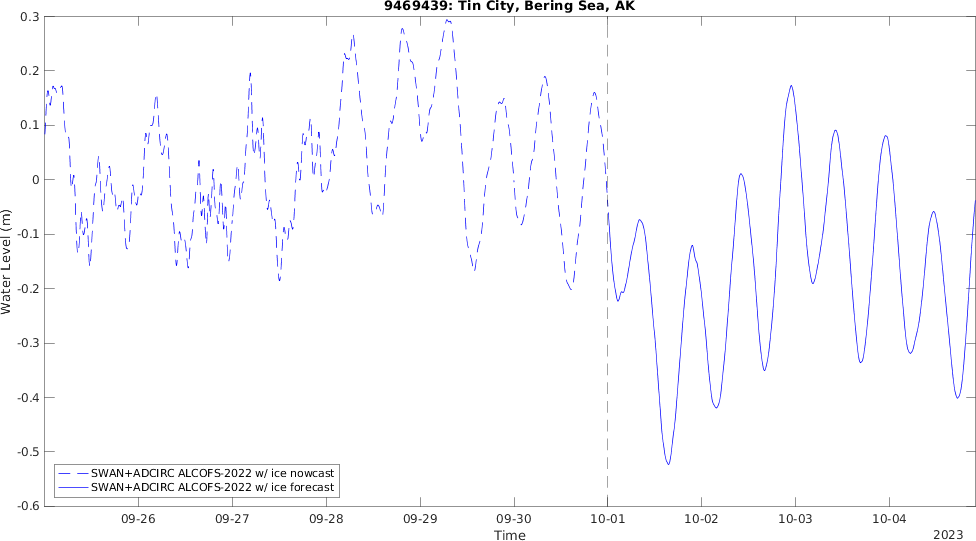 9469439: Tin City, Bering Sea, AK
0.3
0.2
0.1
0
-0.1
-0.2
-0.3
-0.4
-0.5
-0.6
Water Level (m)
SWAN+ADCIRC ALCOFS-2022 w/ ice nowcast
SWAN+ADCIRC ALCOFS-2022 w/ ice forecast
09-26 09-27 09-28 09-29 09-30 10-01 10-02 10-03 10-04
Time
2023